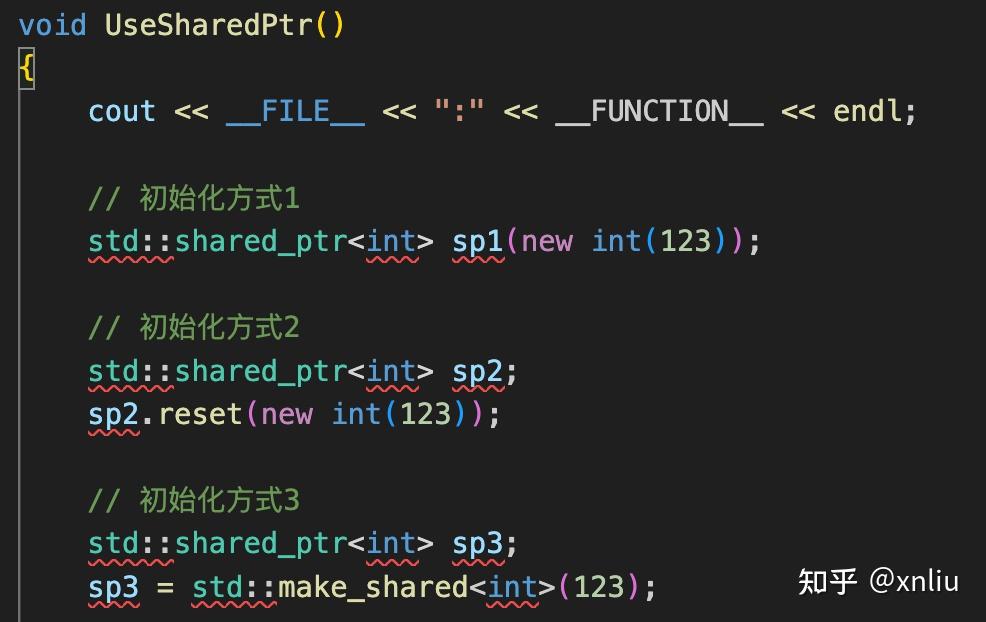 void UseSharedPtr()
{
    cout << __FILE__ << ":" << __FUNCTION__ << endl;
    // 初始化方式1
    std::shared_ptr<int> sp1(new int(123));
    // 初始化方式2
    std::shared_ptr<int> sp2;
    sp2.reset(new int(123));
    // 初始化方式3
    std::shared_ptr<int> sp3;
    sp3 = std::make_shared<int>(123);
知乎 @xnliu